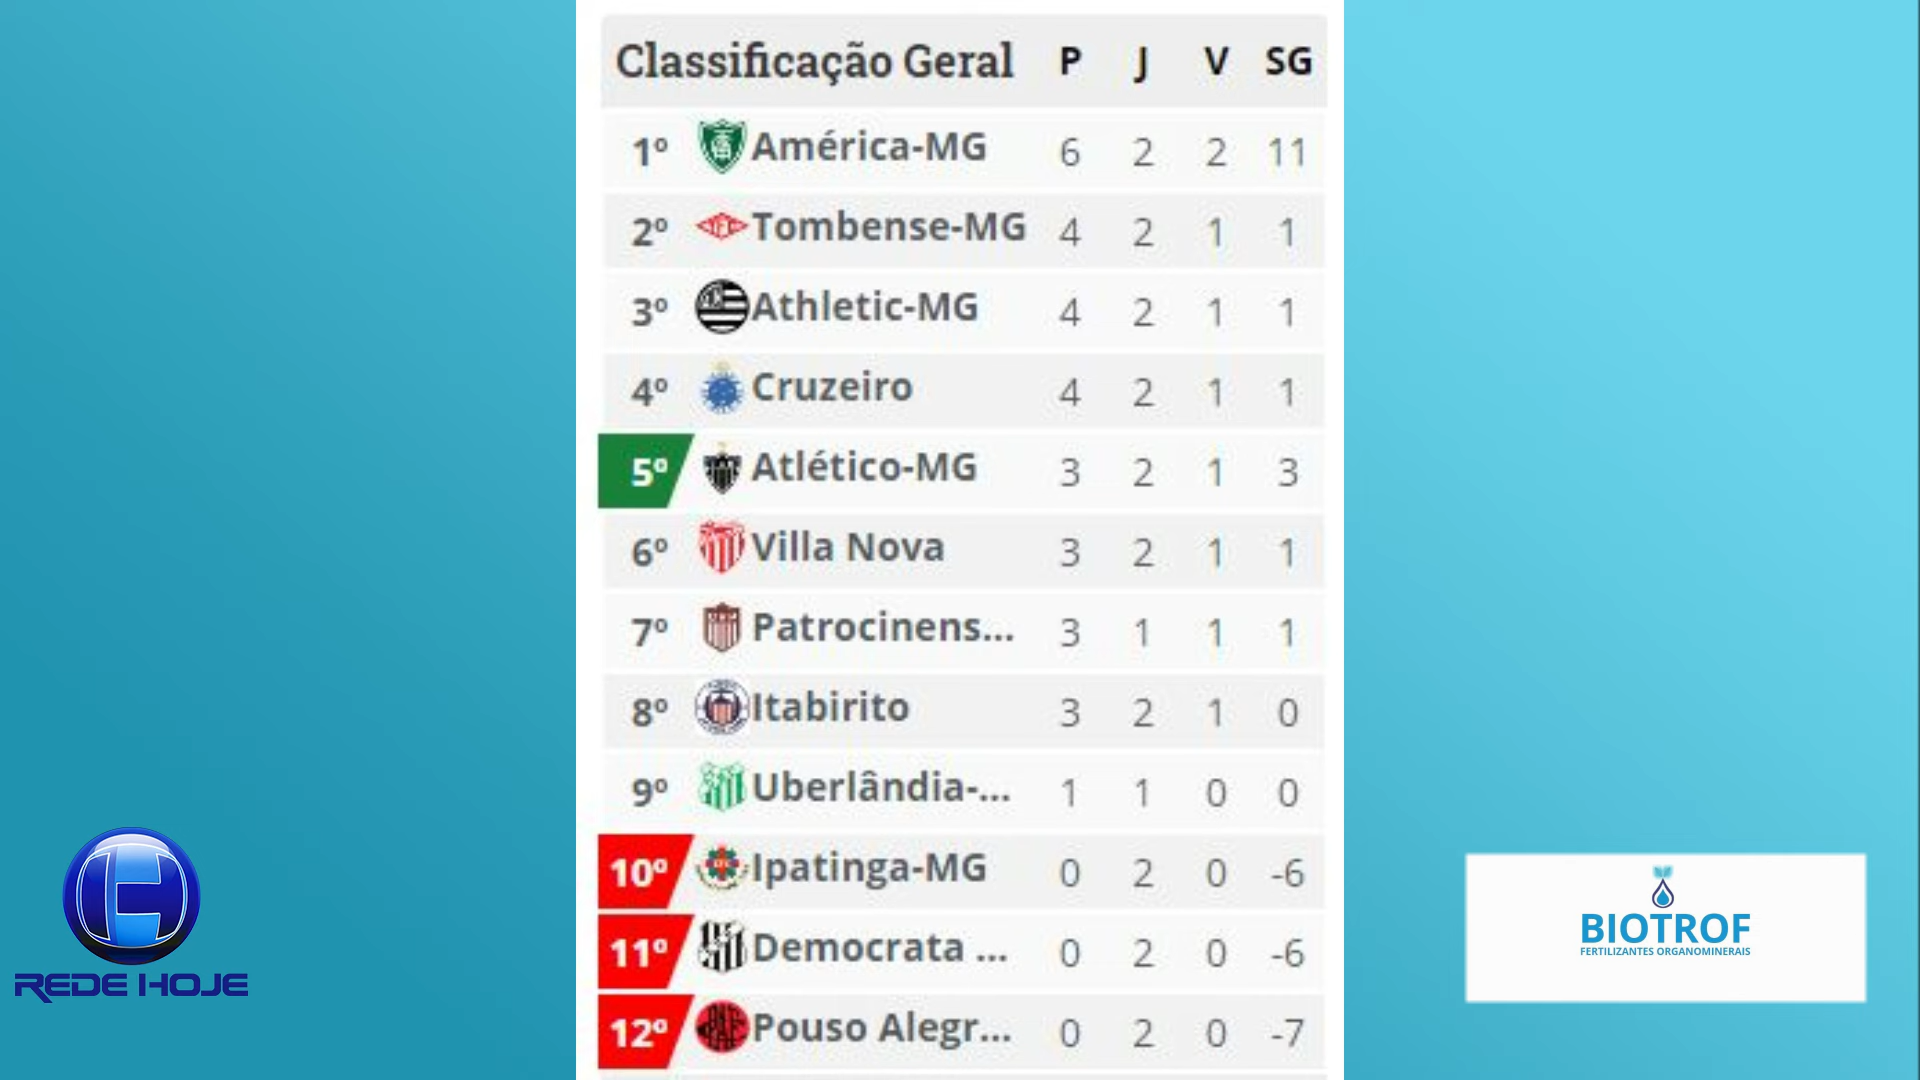 Classificação Geral P J V SG
1º América-MG 6 2 2 11
2º Tombense-MG 4 2 1 1
3º Athletic-MG 4 2 1 1
4º Cruzeiro 4 2 1 1
5º Atlético-MG 3 2 1 3
6º Villa Nova 3 2 1 1
7º Patrocinens... 3 1 1 1
8º Itabirito 3 2 1 0
9º Uberlândia-... 1 1 0 0
10º Ipatinga-MG 0 2 0 -6
11º Democrata ... 0 2 0 -6
12º Pouso Alegr... 0 2 0 -7
REDE HOJE
BIOTROF
FERTILIZANTES ORGANOMINERAIS